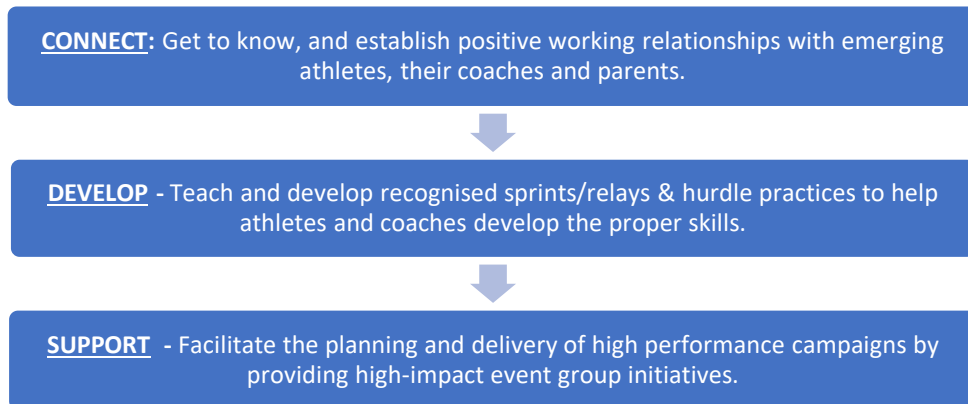 CONNECT: Get to know, and establish positive working relationships with emerging
athletes, their coaches and parents.
DEVELOP - Teach and develop recognised sprints/relays & hurdle practices to help
athletes and coaches develop the proper skills.
SUPPORT - Facilitate the planning and delivery of high performance campaigns by
providing high-impact event group initiatives.